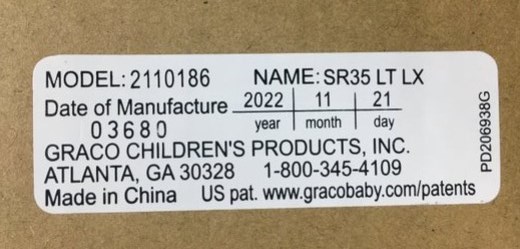 MODEL: 2110186 NAME: SR35 LT LX
Date of Manufacture 2022 | 11 | 21
03680 year month day
GRACO CHILDREN'S PRODUCTS, INC.
ATLANTA, GA 30328 1-800-345-4109
Made in China US pat. www.gracobaby.com/patents
PD206938G